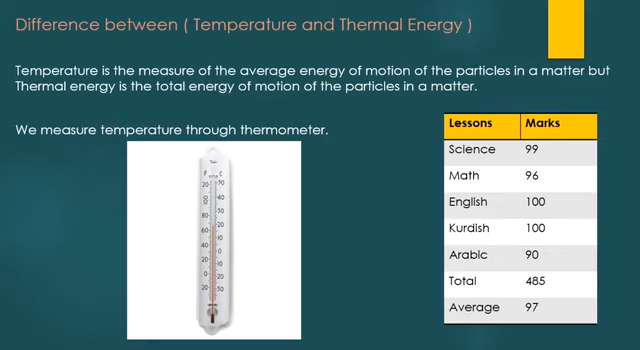 Difference between ( Temperature and Thermal Energy )
Temperature is the measure of the average energy of motion of the particles in a matter but
Thermal energy is the total energy of motion of the particles in a matter.
We measure temperature through thermometer.
Lessons Marks
Science 99
Math 96
English 100
Kurdish 100
Arabic 90
Total 485
Average 97
F C